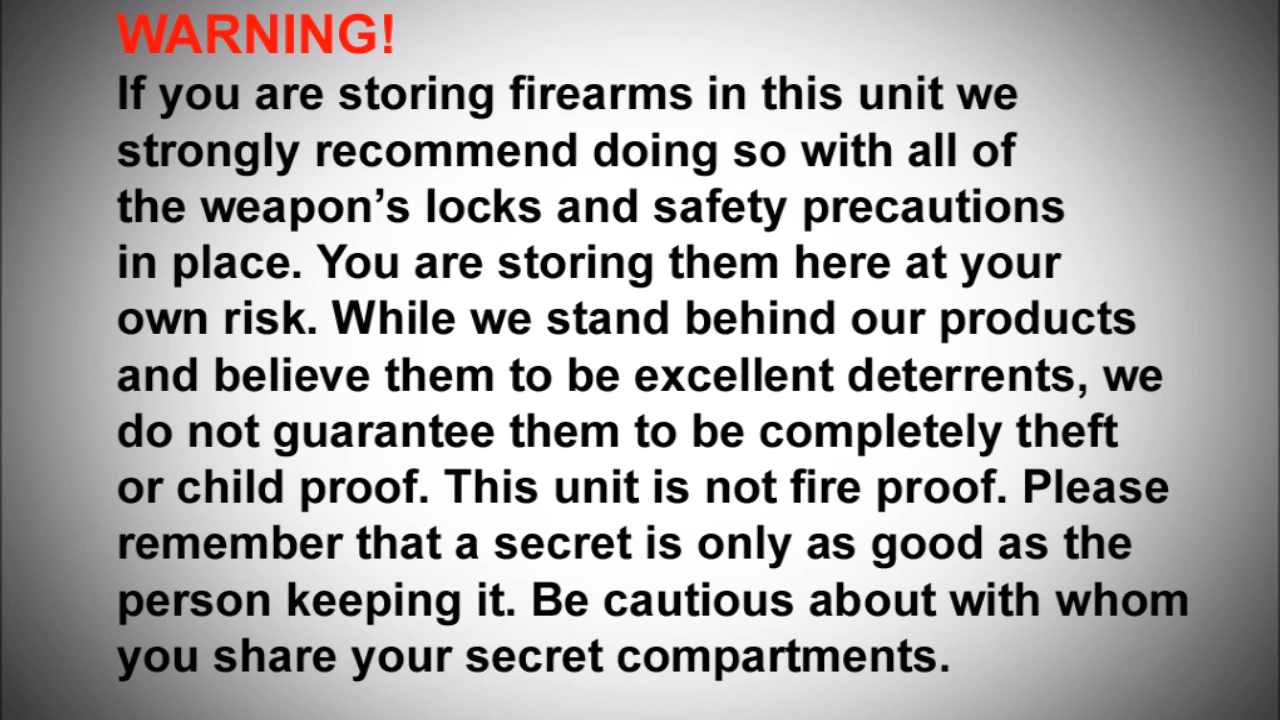 WARNING!
If you are storing firearms in this unit we
strongly recommend doing so with all of
the weapon’s locks and safety precautions
in place. You are storing them here at your
own risk. While we stand behind our products
and believe them to be excellent deterrents, we
do not guarantee them to be completely theft
or child proof. This unit is not fire proof. Please
remember that a secret is only as good as the
person keeping it. Be cautious about with whom
you share your secret compartments.